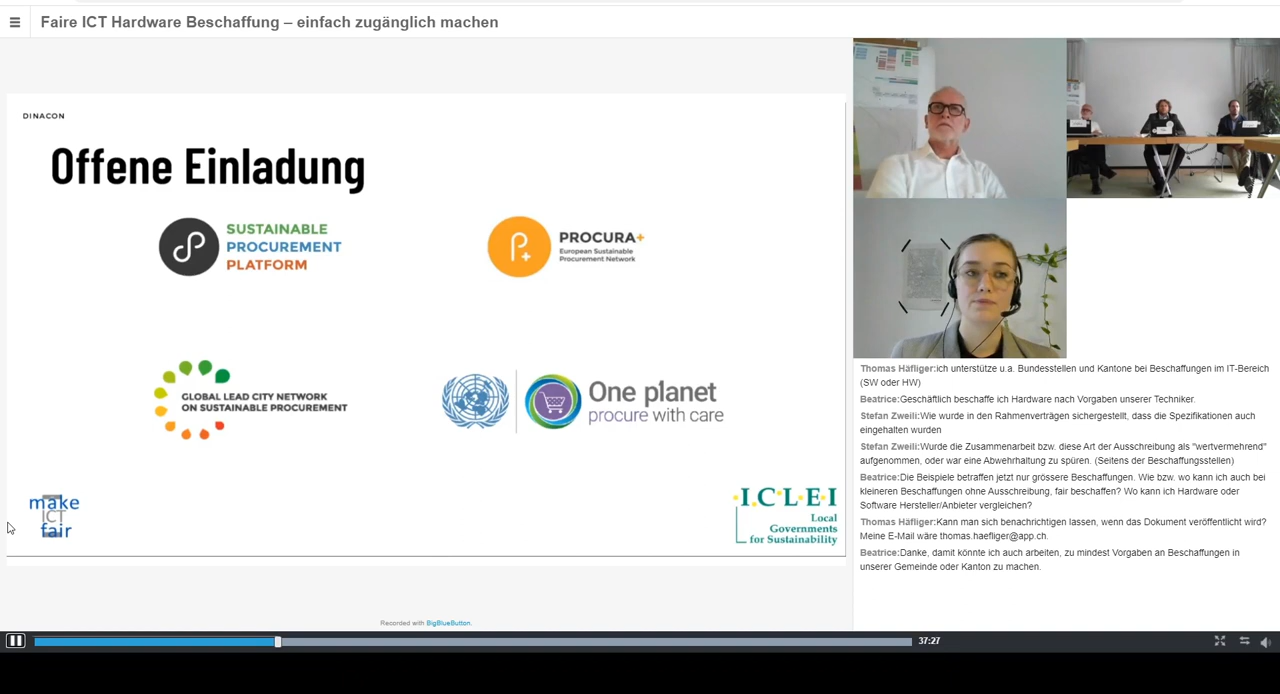 Faire ICT Hardware Beschaffung – einfach zugänglich machen
DINACON
Offene Einladung
SUSTAINABLE
PROCUREMENT
PLATFORM
PROCURA+
European Sustainable
Procurement Network
GLOBAL LEAD CITY NETWORK
ON SUSTAINABLE PROCUREMENT
One planet
procure with care
make
ICT
fair
I.C.L.E.I
Local
Governments
for Sustainability
Thomas Häfliger:ich unterstütze u.a. Bundesstellen und Kantone bei Beschaffungen im IT-Bereich
(SW oder HW)
Beatrice:Geschäftlich beschaffe ich Hardware nach Vorgaben unserer Techniker.
Stefan Zweili:Wie wurde in den Rahmenverträgen sichergestellt, dass die Spezifikationen auch
eingehalten wurden
Stefan Zweili:Wurde die Zusammenarbeit bzw. diese Art der Ausschreibung als "wertvermehrend"
aufgenommen, oder war eine Abwehrhaltung zu spüren. (Seitens der Beschaffungsstellen)
Beatrice:Die Beispiele betraffen jetzt nur grössere Beschaffungen. Wie bzw. wo kann ich auch bei
kleineren Beschaffungen ohne Ausschreibung, fair beschaffen? Wo kann ich Hardware oder
Software Hersteller/Anbieter vergleichen?
Thomas Häfliger:Kann man sich benachrichtigen lassen, wenn das Dokument veröffentlicht wird?
Meine E-Mail wäre thomas.haefliger@app.ch.
Beatrice:Danke, damit könnte ich auch arbeiten, zu mindest Vorgaben an Beschaffungen in
unserer Gemeinde oder Kanton zu machen.
Recorded with BigBlueButton.
37:27